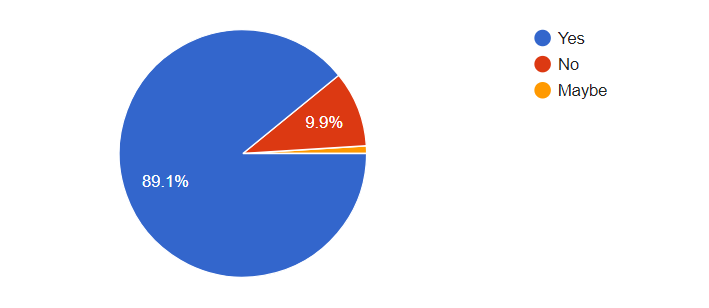 Yes
No
Maybe
9.9%
89.1%